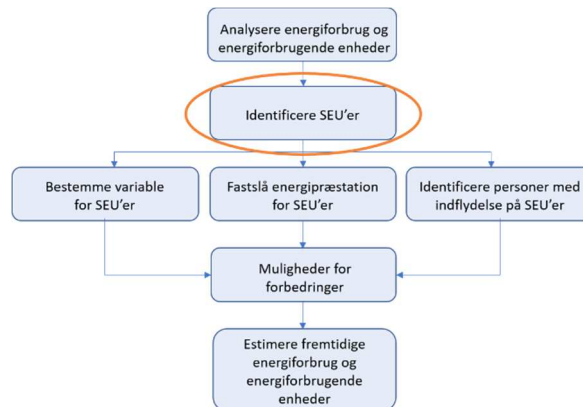 Analysere energiforbrug og
energiforbrugende enheder
Identificere SEU'er
Bestemme variable
for SEU'er
Fastslå energipræstation
for SEU'er
Identificere personer med
indflydelse på SEU'er
Muligheder for
forbedringer
Estimere fremtidige
energiforbrug og
energiforbrugende
enheder